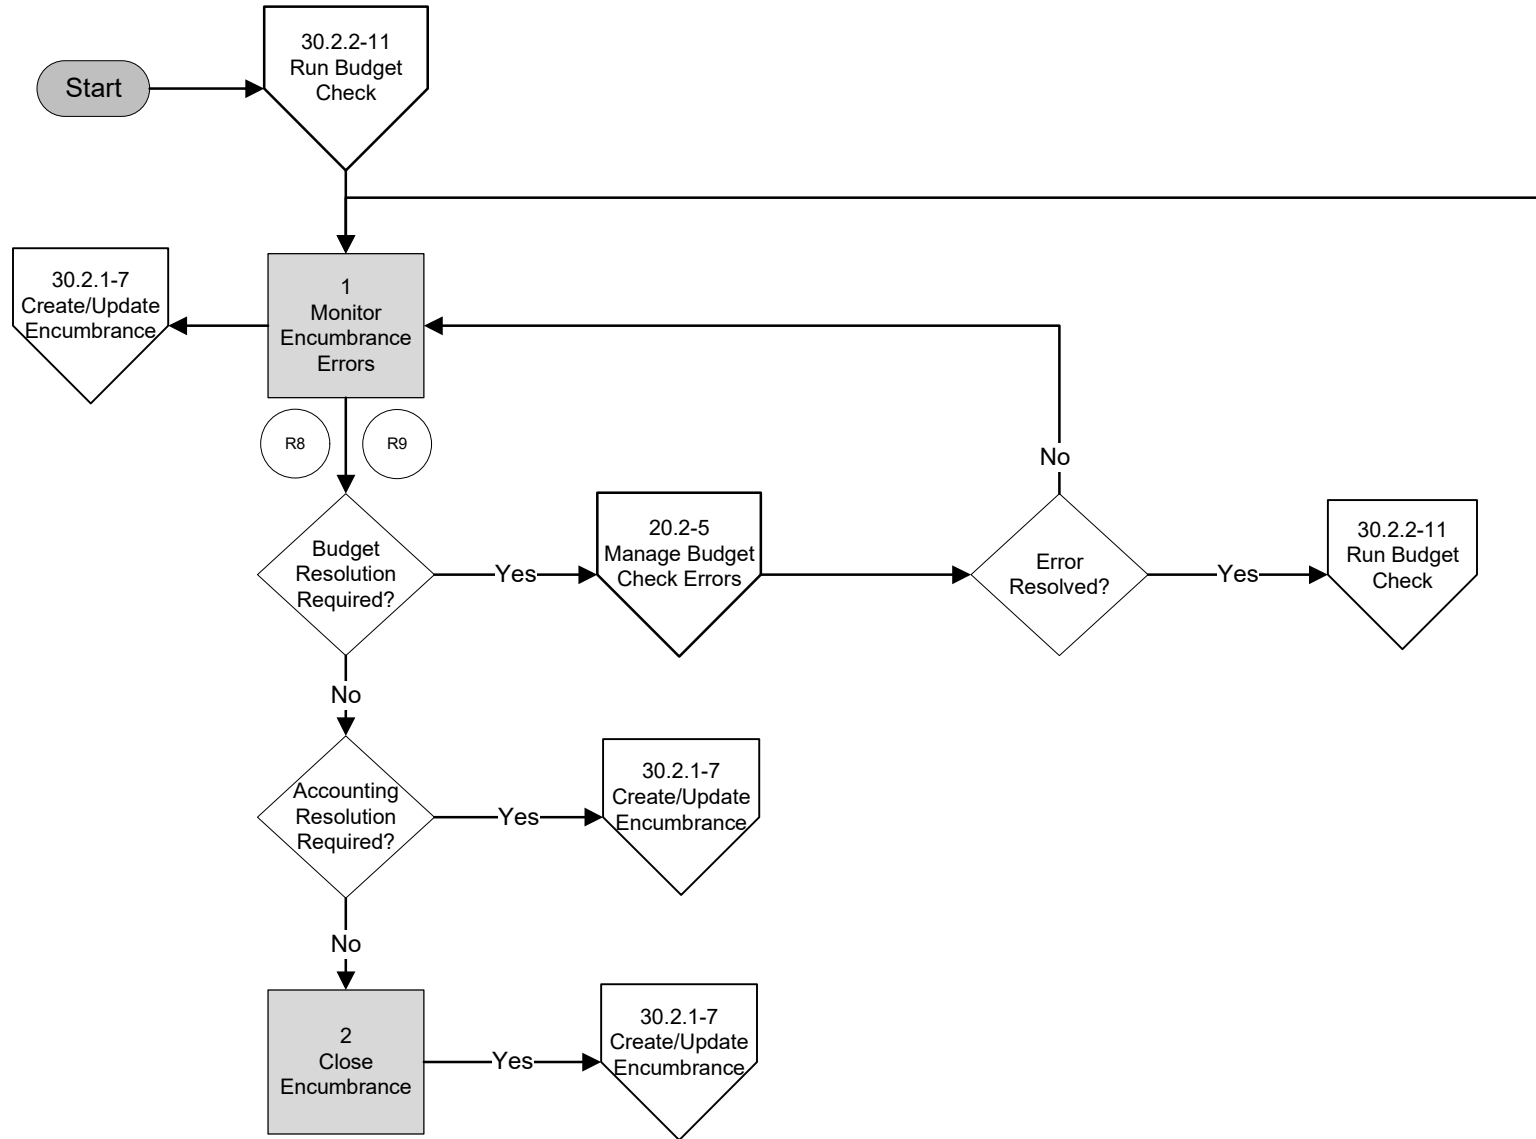 30.2.2-11
Run Budget
Check
Start
30.2.1-7
Create/Update
Encumbrance
1
Monitor
Encumbrance
Errors
R8
R9
No
Budget
Resolution
Required?
Yes
20.2-5
Manage Budget
Check Errors
Error
Resolved?
Yes
30.2.2-11
Run Budget
Check
No
Accounting
Resolution
Required?
Yes
30.2.1-7
Create/Update
Encumbrance
No
2
Close
Encumbrance
Yes
30.2.1-7
Create/Update
Encumbrance